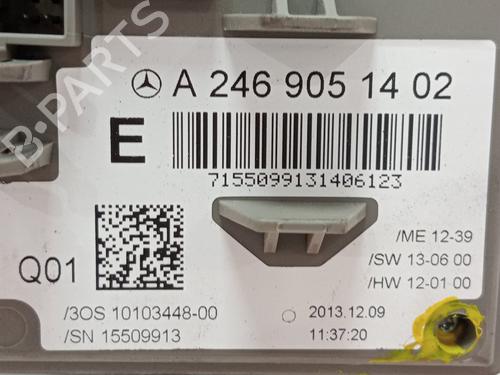 B-PARTS
A 246 905 14 02
E
7155099131406123
Q01
/ME 12-39
/SW 13-06 00
/HW 12-01 00
/3OS 10103448-00
/SN 15509913
2013.12.09
11:37:20